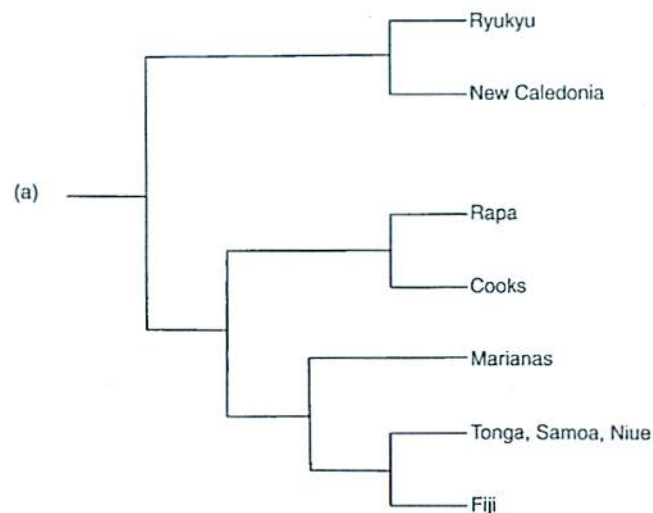 Ryukyu
New Caledonia
(a)
Rapa
Cooks
Marianas
Tonga, Samoa, Niue
Fiji